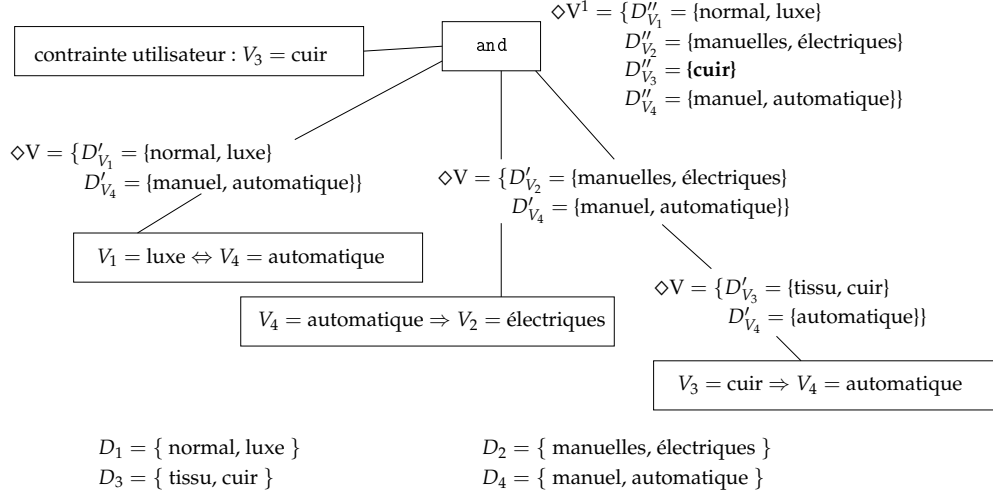 ◇V¹ = {D″_{V₁} = {normal, luxe}
D″_{V₂} = {manuelles, électriques}
D″_{V₃} = {cuir}
D″_{V₄} = {manuel, automatique}}
contrainte utilisateur : V₃ = cuir
and
◇V = {D′_{V₁} = {normal, luxe}
D′_{V₄} = {manuel, automatique}}
◇V = {D′_{V₂} = {manuelles, électriques}
D′_{V₄} = {manuel, automatique}}
V₁ = luxe ⇔ V₄ = automatique
◇V = {D′_{V₃} = {tissu, cuir}
D′_{V₄} = {automatique}}
V₄ = automatique ⇒ V₂ = électriques
V₃ = cuir ⇒ V₄ = automatique
D₁ = { normal, luxe }
D₂ = { manuelles, électriques }
D₃ = { tissu, cuir }
D₄ = { manuel, automatique }